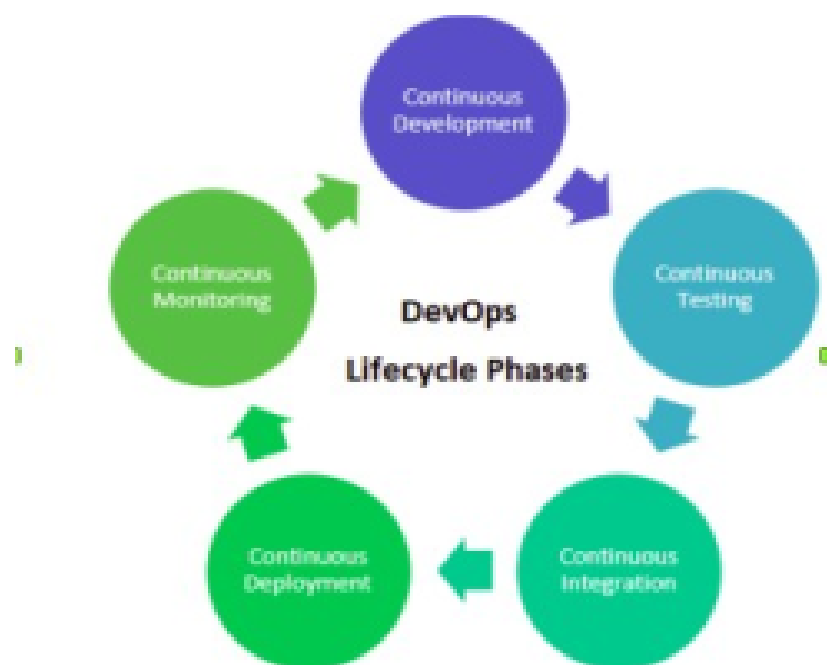 Continuous
Development
Continuous
Monitoring
Continuous
Testing
DevOps
Lifecycle Phases
Continuous
Deployment
Continuous
Integration